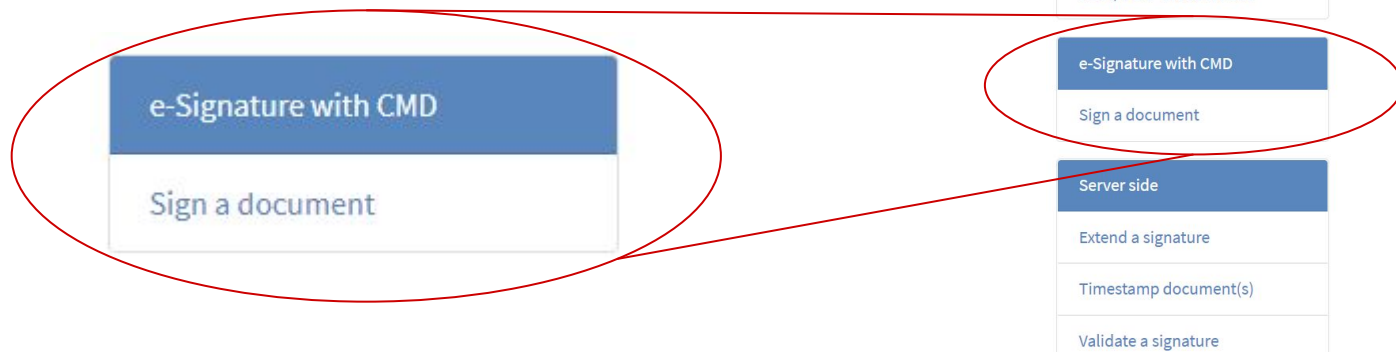 e-Signature with CMD
Sign a document
e-Signature with CMD
Sign a document
Server side
Extend a signature
Timestamp document(s)
Validate a signature